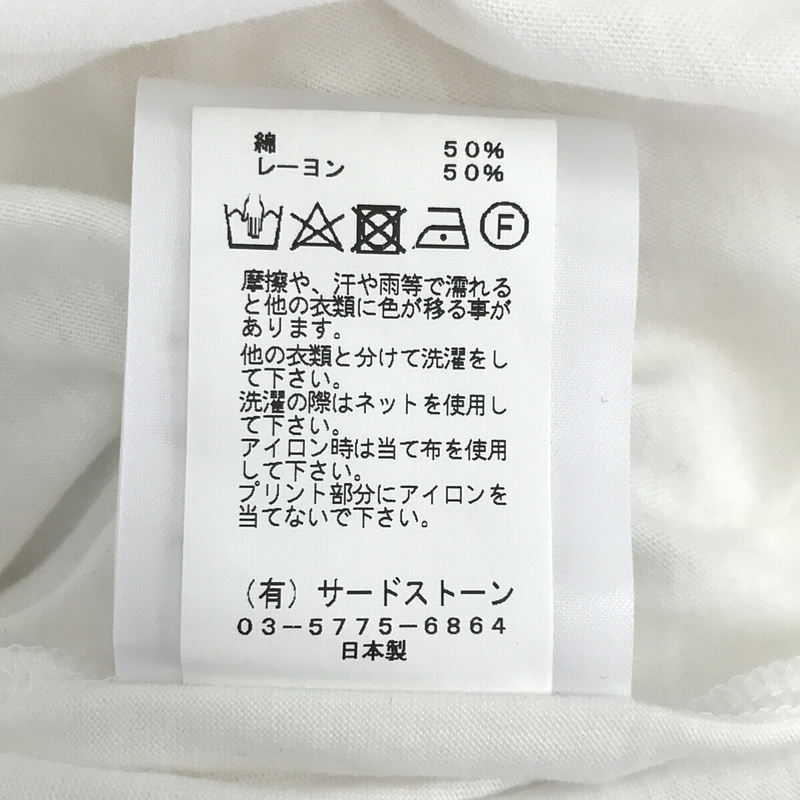 綿 50%
レーヨン 50%
F
摩擦や、汗や雨等で濡れる
と他の衣類に色が移る事が
あります。
他の衣類と分けて洗濯をし
て下さい。
洗濯の際はネットを使用し
て下さい。
アイロン時は当て布を使用
して下さい。
プリント部分にアイロンを
当てないで下さい。
(有) サードストーン
03-5775-6864
日本製